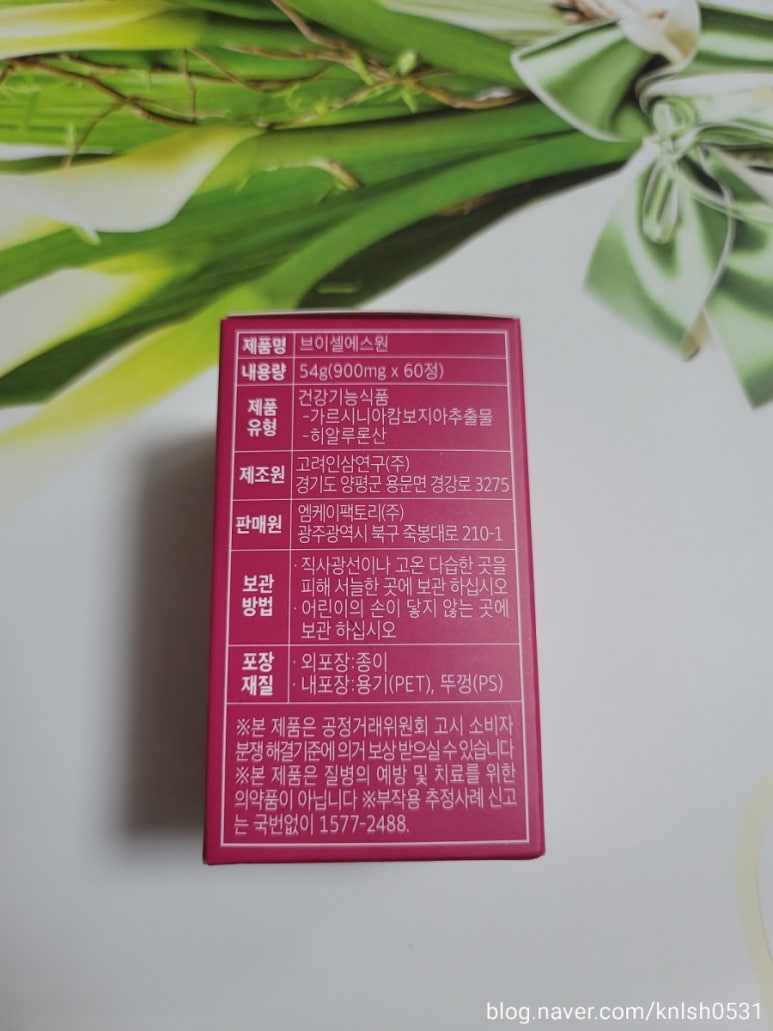 제품명 브이셀에스원
내용량 54g(900mg x 60정)
제품
유형
건강기능식품
-가르시니아캄보지아추출물
-히알루론산
제조원
고려인삼연구(주)
경기도 양평군 용문면 경강로 3275
판매원
엠케이팩토리(주)
광주광역시 북구 죽봉대로 210-1
보관
방법
· 직사광선이나 고온 다습한 곳을
피해 서늘한 곳에 보관 하십시오
· 어린이의 손이 닿지 않는 곳에
보관 하십시오
포장
재질
· 외포장:종이
· 내포장:용기(PET), 뚜껑(PS)
※본 제품은 공정거래위원회 고시 소비자
분쟁해결기준에 의거 보상 받으실 수 있습니다
※본 제품은 질병의 예방 및 치료를 위한
의약품이 아닙니다 ※부작용 추정사례 신고
는 국번없이 1577-2488.
blog.naver.com/knlsh0531